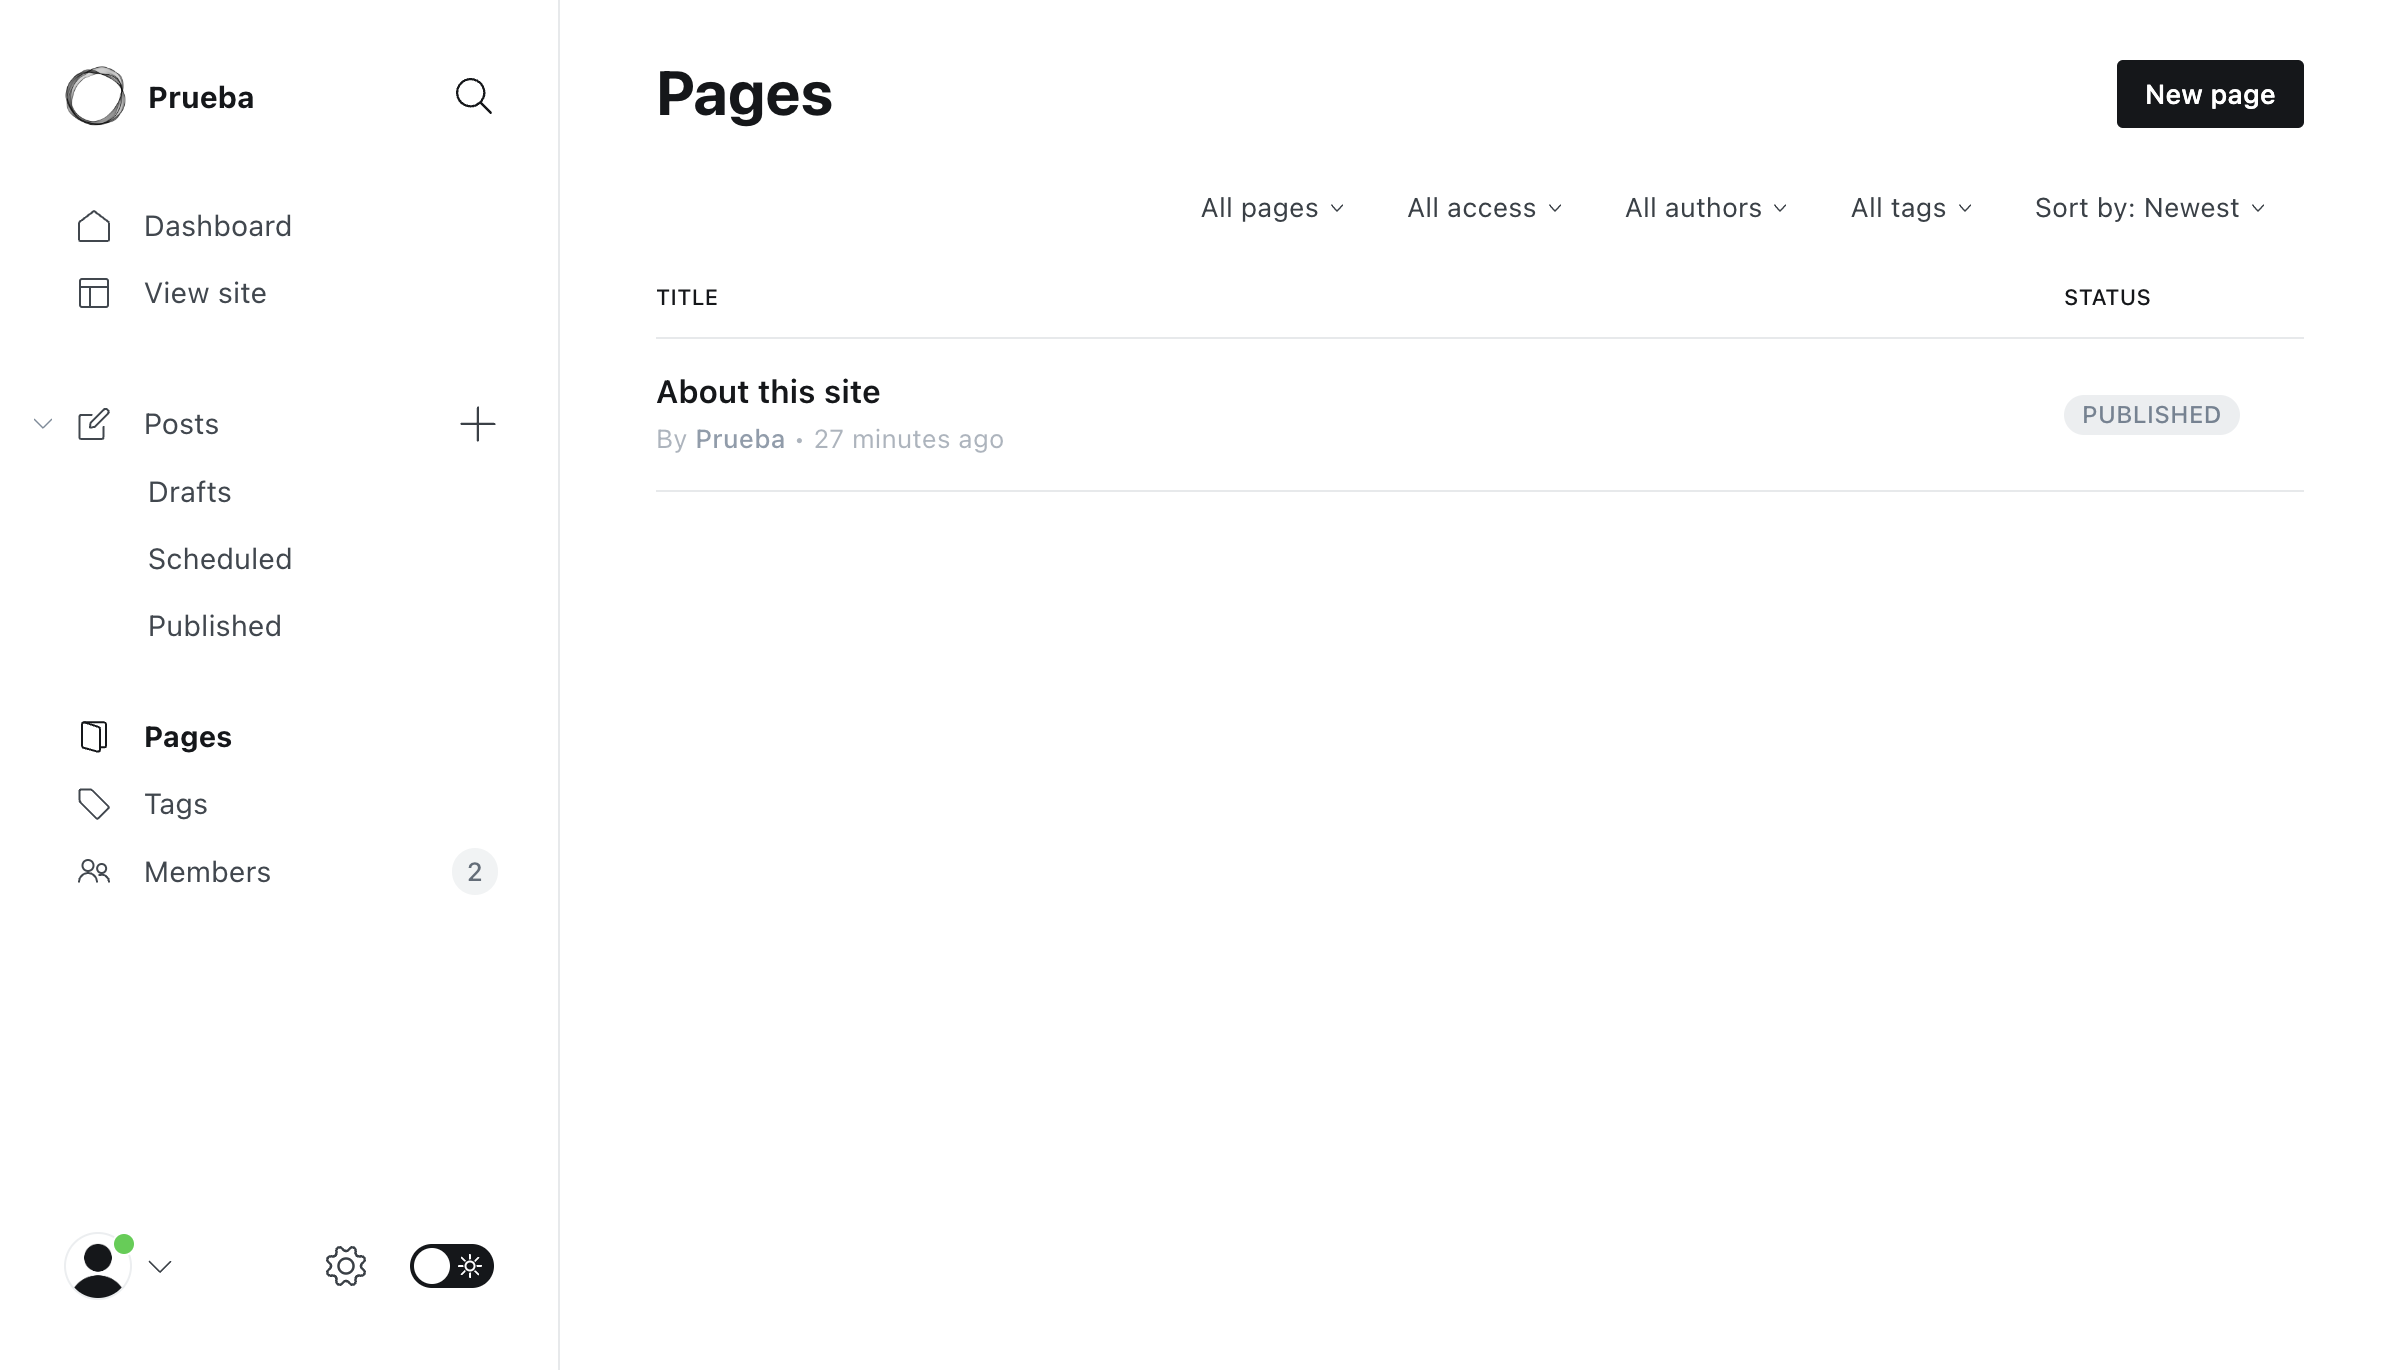 Prueba
Dashboard
View site
Posts
Drafts
Scheduled
Published
Pages
Tags
Members 2
Pages
New page
All pages All access All authors All tags Sort by: Newest
TITLE STATUS
About this site
By Prueba • 27 minutes ago
PUBLISHED